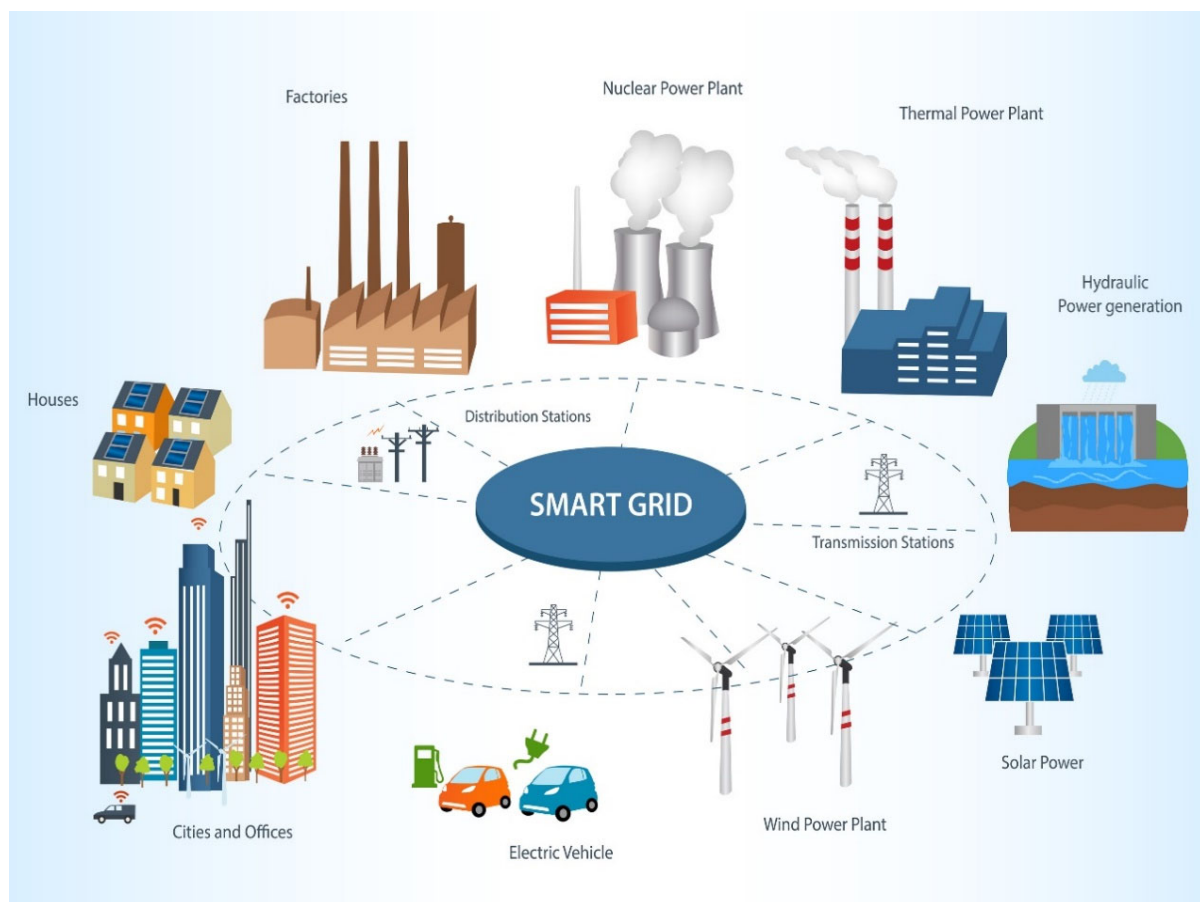 Nuclear Power Plant
Factories
Thermal Power Plant
Hydraulic
Power generation
Houses
Distribution Stations
SMART GRID
Transmission Stations
Solar Power
Wind Power Plant
Cities and Offices
Electric Vehicle